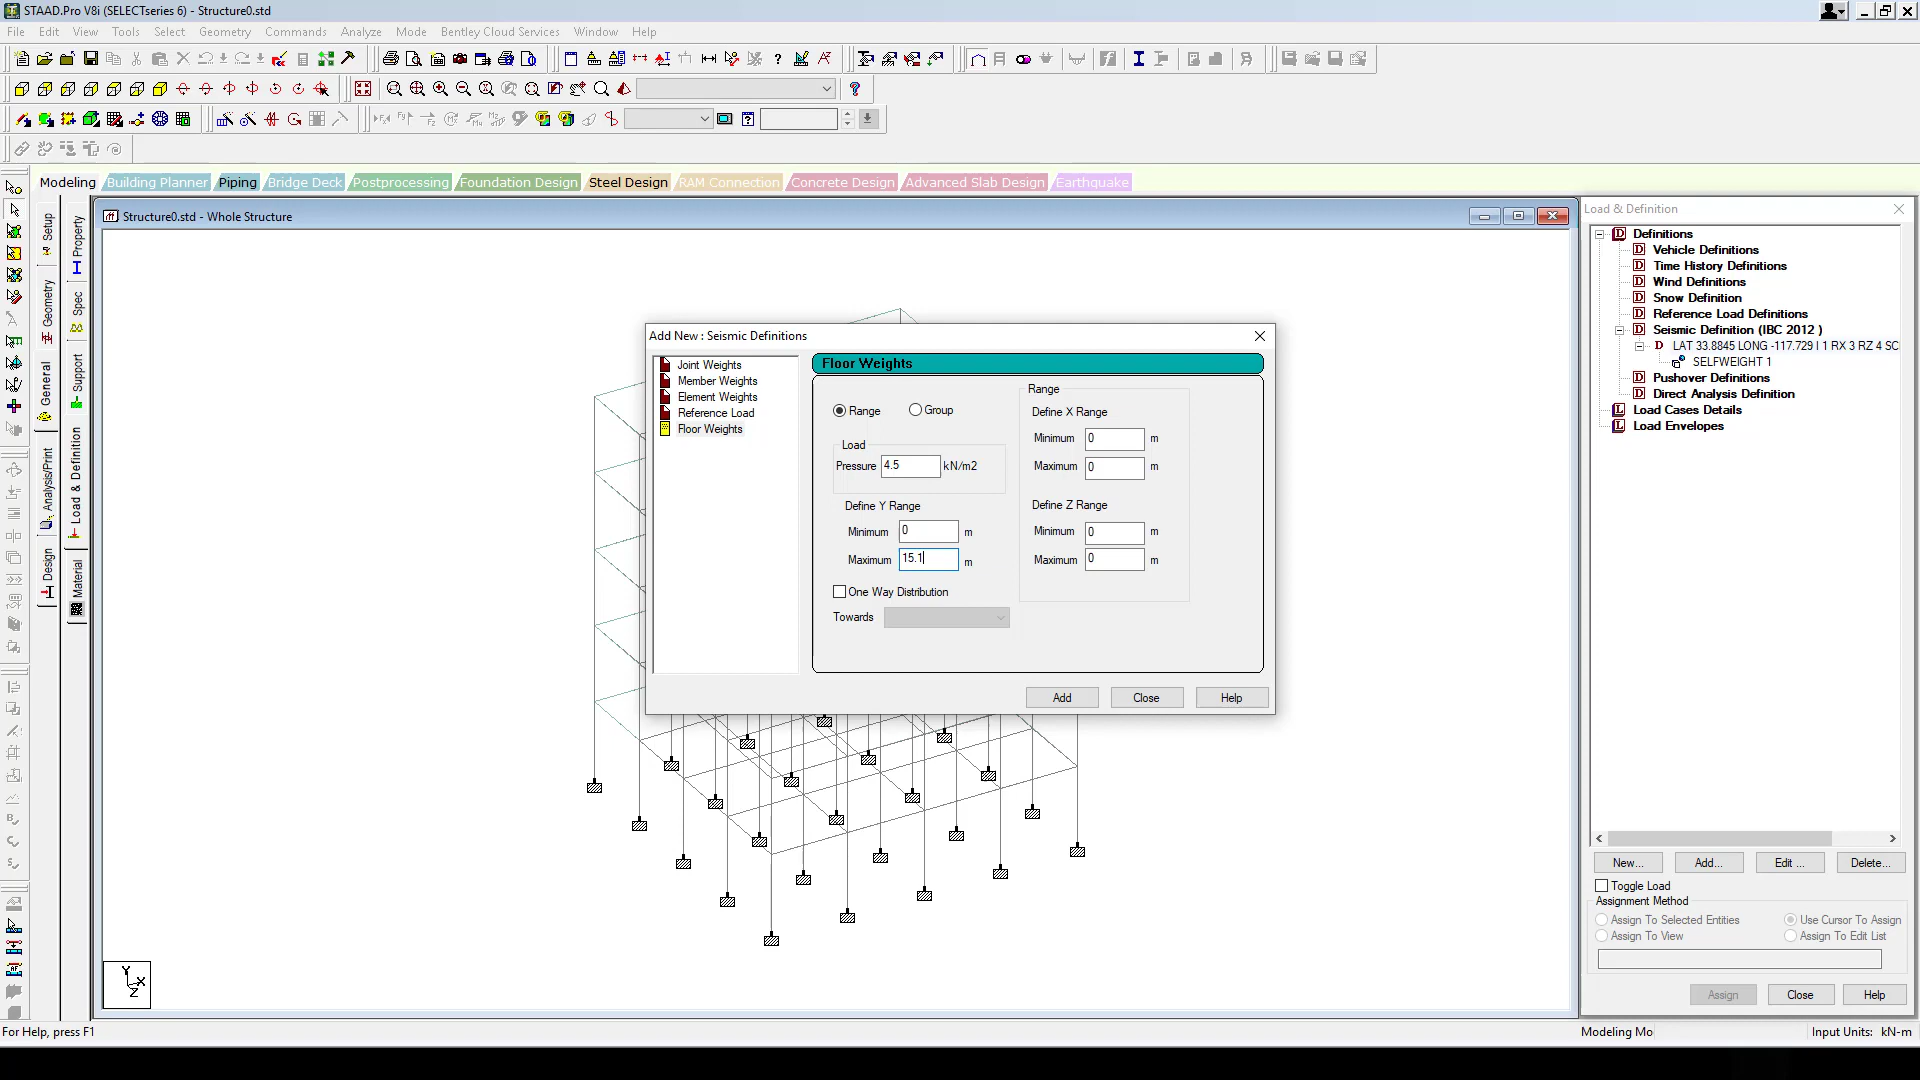 STAAD.Pro V8i (SELECTseries 6) - Structure0.std
File Edit View Tools Select Geometry Commands Analyze Mode Bentley Cloud Services Window Help
Modeling Building Planner Piping Bridge Deck Postprocessing Foundation Design Steel Design RAM Connection Concrete Design Advanced Slab Design Earthquake
Setup
Geometry
General
Analysis/Print
Design
Property
Spec
Support
Load & Definition
Material
Structure0.std - Whole Structure
Add New : Seismic Definitions
Joint Weights
Member Weights
Element Weights
Reference Load
Floor Weights
Floor Weights
Range Group
Load
Pressure 4.5 kN/m2
Define Y Range
Minimum 0 m
Maximum 15.1 m
One Way Distribution
Towards
Range
Define X Range
Minimum 0 m
Maximum 0 m
Define Z Range
Minimum 0 m
Maximum 0 m
Add Close Help
Y
X
Z
Load & Definition
Definitions
Vehicle Definitions
Time History Definitions
Wind Definitions
Snow Definition
Reference Load Definitions
Seismic Definition (IBC 2012 )
LAT 33.8845 LONG -117.729 I 1 RX 3 RZ 4 SC
SELFWEIGHT 1
Pushover Definitions
Direct Analysis Definition
Load Cases Details
Load Envelopes
New... Add... Edit ... Delete...
Toggle Load
Assignment Method
Assign To Selected Entities Use Cursor To Assign
Assign To View Assign To Edit List
Assign Close Help
For Help, press F1
Modeling Mo
Input Units: kN-m